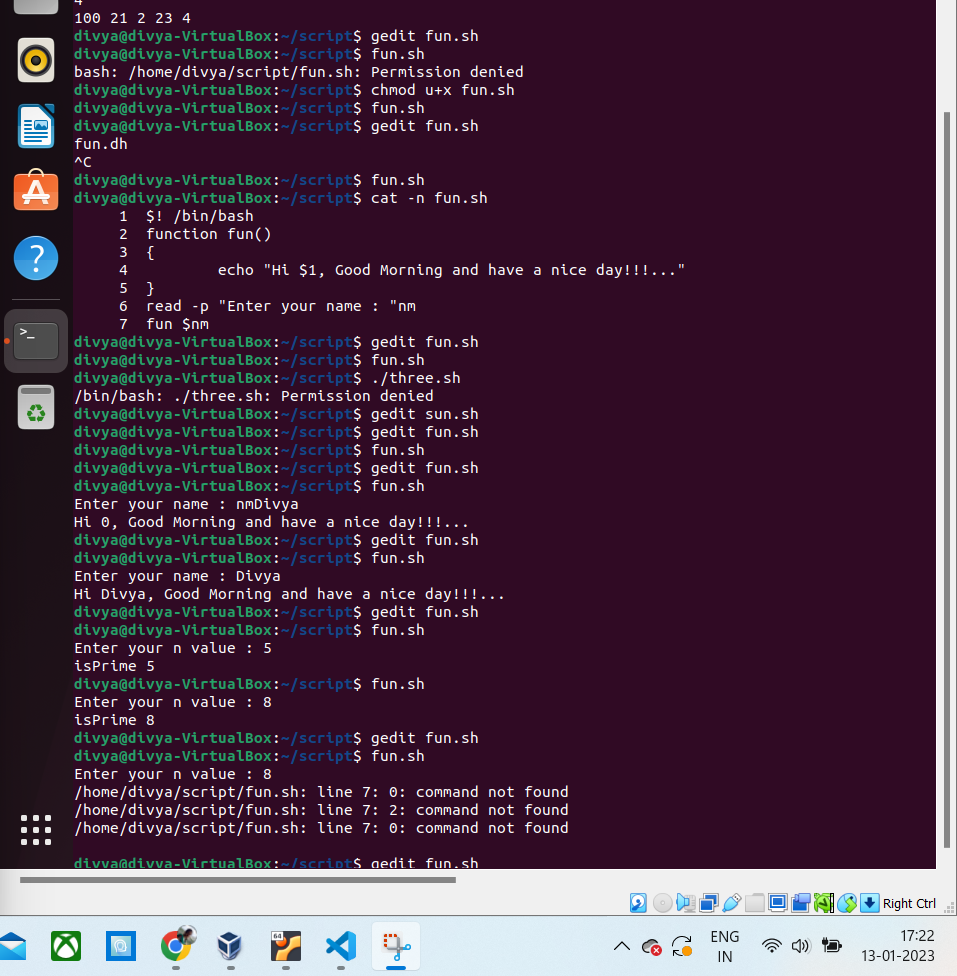 4
100 21 2 23 4
divya@divya-VirtualBox:~/script$ gedit fun.sh
divya@divya-VirtualBox:~/script$ fun.sh
bash: /home/divya/script/fun.sh: Permission denied
divya@divya-VirtualBox:~/script$ chmod u+x fun.sh
divya@divya-VirtualBox:~/script$ fun.sh
divya@divya-VirtualBox:~/script$ gedit fun.sh
fun.dh
^C
divya@divya-VirtualBox:~/script$ fun.sh
divya@divya-VirtualBox:~/script$ cat -n fun.sh
1 $! /bin/bash
2 function fun()
3 {
4 echo "Hi $1, Good Morning and have a nice day!!!..."
5 }
6 read -p "Enter your name : "nm
7 fun $nm
divya@divya-VirtualBox:~/script$ gedit fun.sh
divya@divya-VirtualBox:~/script$ fun.sh
divya@divya-VirtualBox:~/script$ ./three.sh
/bin/bash: ./three.sh: Permission denied
divya@divya-VirtualBox:~/script$ gedit sun.sh
divya@divya-VirtualBox:~/script$ gedit fun.sh
divya@divya-VirtualBox:~/script$ fun.sh
divya@divya-VirtualBox:~/script$ gedit fun.sh
divya@divya-VirtualBox:~/script$ fun.sh
Enter your name : nmDivya
Hi 0, Good Morning and have a nice day!!!...
divya@divya-VirtualBox:~/script$ gedit fun.sh
divya@divya-VirtualBox:~/script$ fun.sh
Enter your name : Divya
Hi Divya, Good Morning and have a nice day!!!...
divya@divya-VirtualBox:~/script$ gedit fun.sh
divya@divya-VirtualBox:~/script$ fun.sh
Enter your n value : 5
isPrime 5
divya@divya-VirtualBox:~/script$ fun.sh
Enter your n value : 8
isPrime 8
divya@divya-VirtualBox:~/script$ gedit fun.sh
divya@divya-VirtualBox:~/script$ fun.sh
Enter your n value : 8
/home/divya/script/fun.sh: line 7: 0: command not found
/home/divya/script/fun.sh: line 7: 2: command not found
/home/divya/script/fun.sh: line 7: 0: command not found
divya@divya-VirtualBox:~/script$ gedit fun.sh
Right Ctrl
64
ENG
IN
17:22
13-01-2023